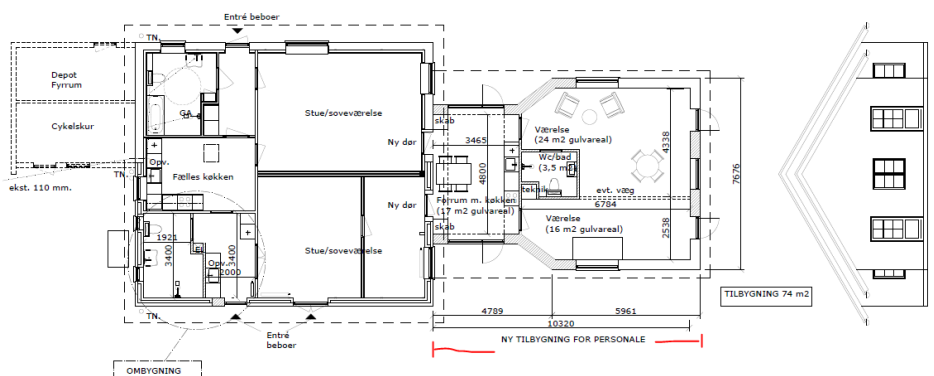 Entré beboer
TN.
Depot
Fyrrum
Cykelskur
GA
Stue/soveværelse
Ny dør
skab
3465
Værelse
(24 m2 gulvareal)
4338
Opv.
Fælles køkken
Wc/bad
(3,5 m2)
TN.
ekst. 110 mm.
4800
teknik
evt. væg
7676
Ny dør
Forrum m. køkken
(17 m2 gulvareal)
6784
1921
skab
Værelse
(16 m2 gulvareal)
2538
3400
El
3400
Opv.
2000
Stue/soveværelse
TILBYGNING 74 m2
TN.
4789
5961
10320
Entré
beboer
NY TILBYGNING FOR PERSONALE
OMBYGNING